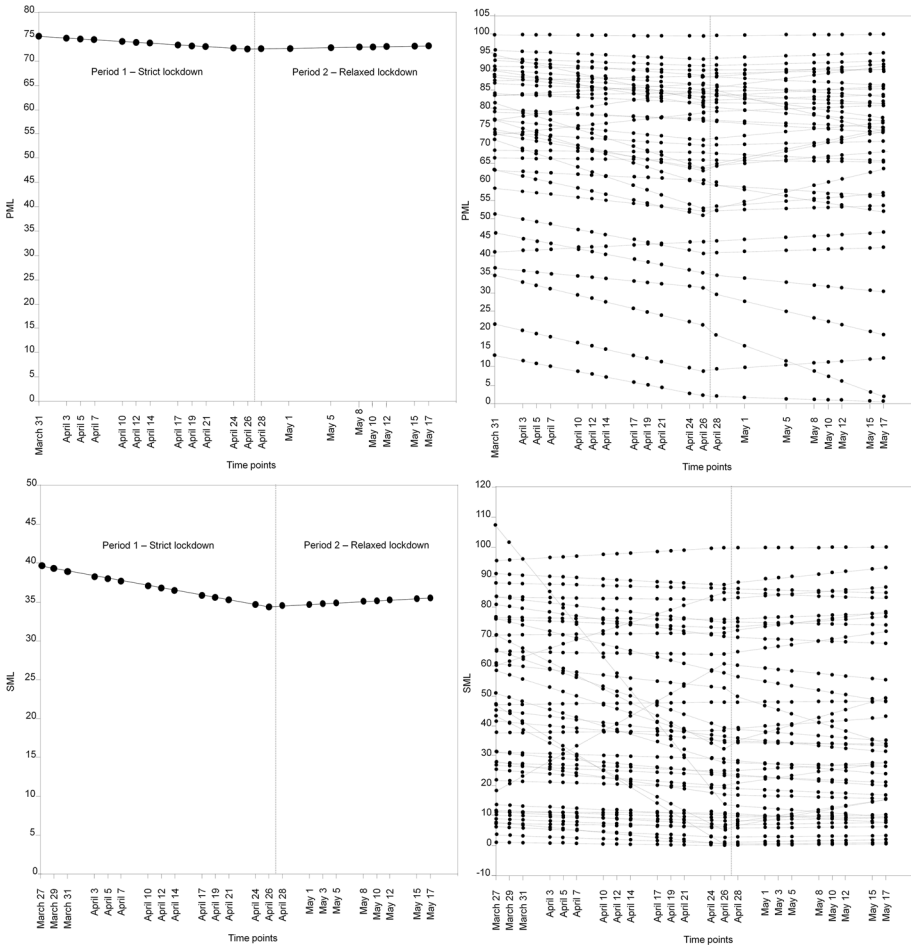 80
75
70
65
60
55
50
45
40
35
30
25
20
15
10
5
0
PML
Period 1 – Strict lockdown
Period 2 – Relaxed lockdown
March 31
April 3
April 5
April 7
April 10
April 12
April 14
April 17
April 19
April 21
April 24
April 26
April 28
May 1
May 5
May 8
May 10
May 12
May 15
May 17
Time points
105
100
95
90
85
80
75
70
65
60
55
50
45
40
35
30
25
20
15
10
5
0
PML
March 31
April 3
April 5
April 7
April 10
April 12
April 14
April 17
April 19
April 21
April 24
April 26
April 28
May 1
May 5
May 8
May 10
May 12
May 15
May 17
Time points
50
45
40
35
30
25
20
15
10
5
0
SML
Period 1 – Strict lockdown
Period 2 – Relaxed lockdown
March 27
March 29
March 31
April 3
April 5
April 7
April 10
April 12
April 14
April 17
April 19
April 21
April 24
April 26
April 28
May 1
May 3
May 5
May 8
May 10
May 12
May 15
May 17
Time points
120
110
100
90
80
70
60
50
40
30
20
10
0
-10
SML
March 27
March 29
March 31
April 3
April 5
April 7
April 10
April 12
April 14
April 17
April 19
April 21
April 24
April 26
April 28
May 1
May 5
May 5
May 8
May 10
May 12
May 15
May 17
Time points